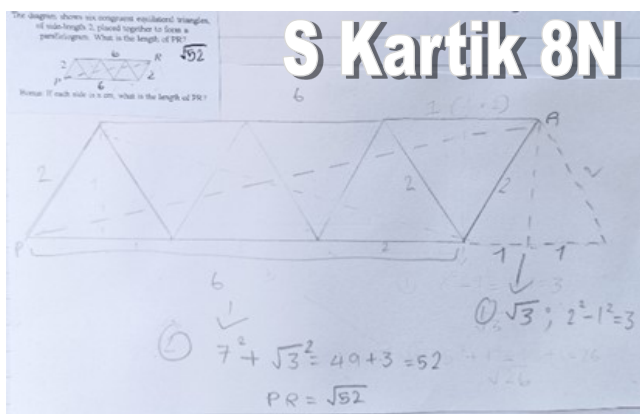 The diagram shows six congruent equilateral triangles,
of side-length 2, placed together to form a
parallelogram. What is the length of PR?
√52
6
2
R
P
2
6
Bonus: If each side is x cm, what is the length of PR?
S Kartik 8N
6
R
2
2
2
P
2
1
1
6
① √3 ; 2²-1²=3
② 7² + √3² = 49+3 = 52
PR = √52